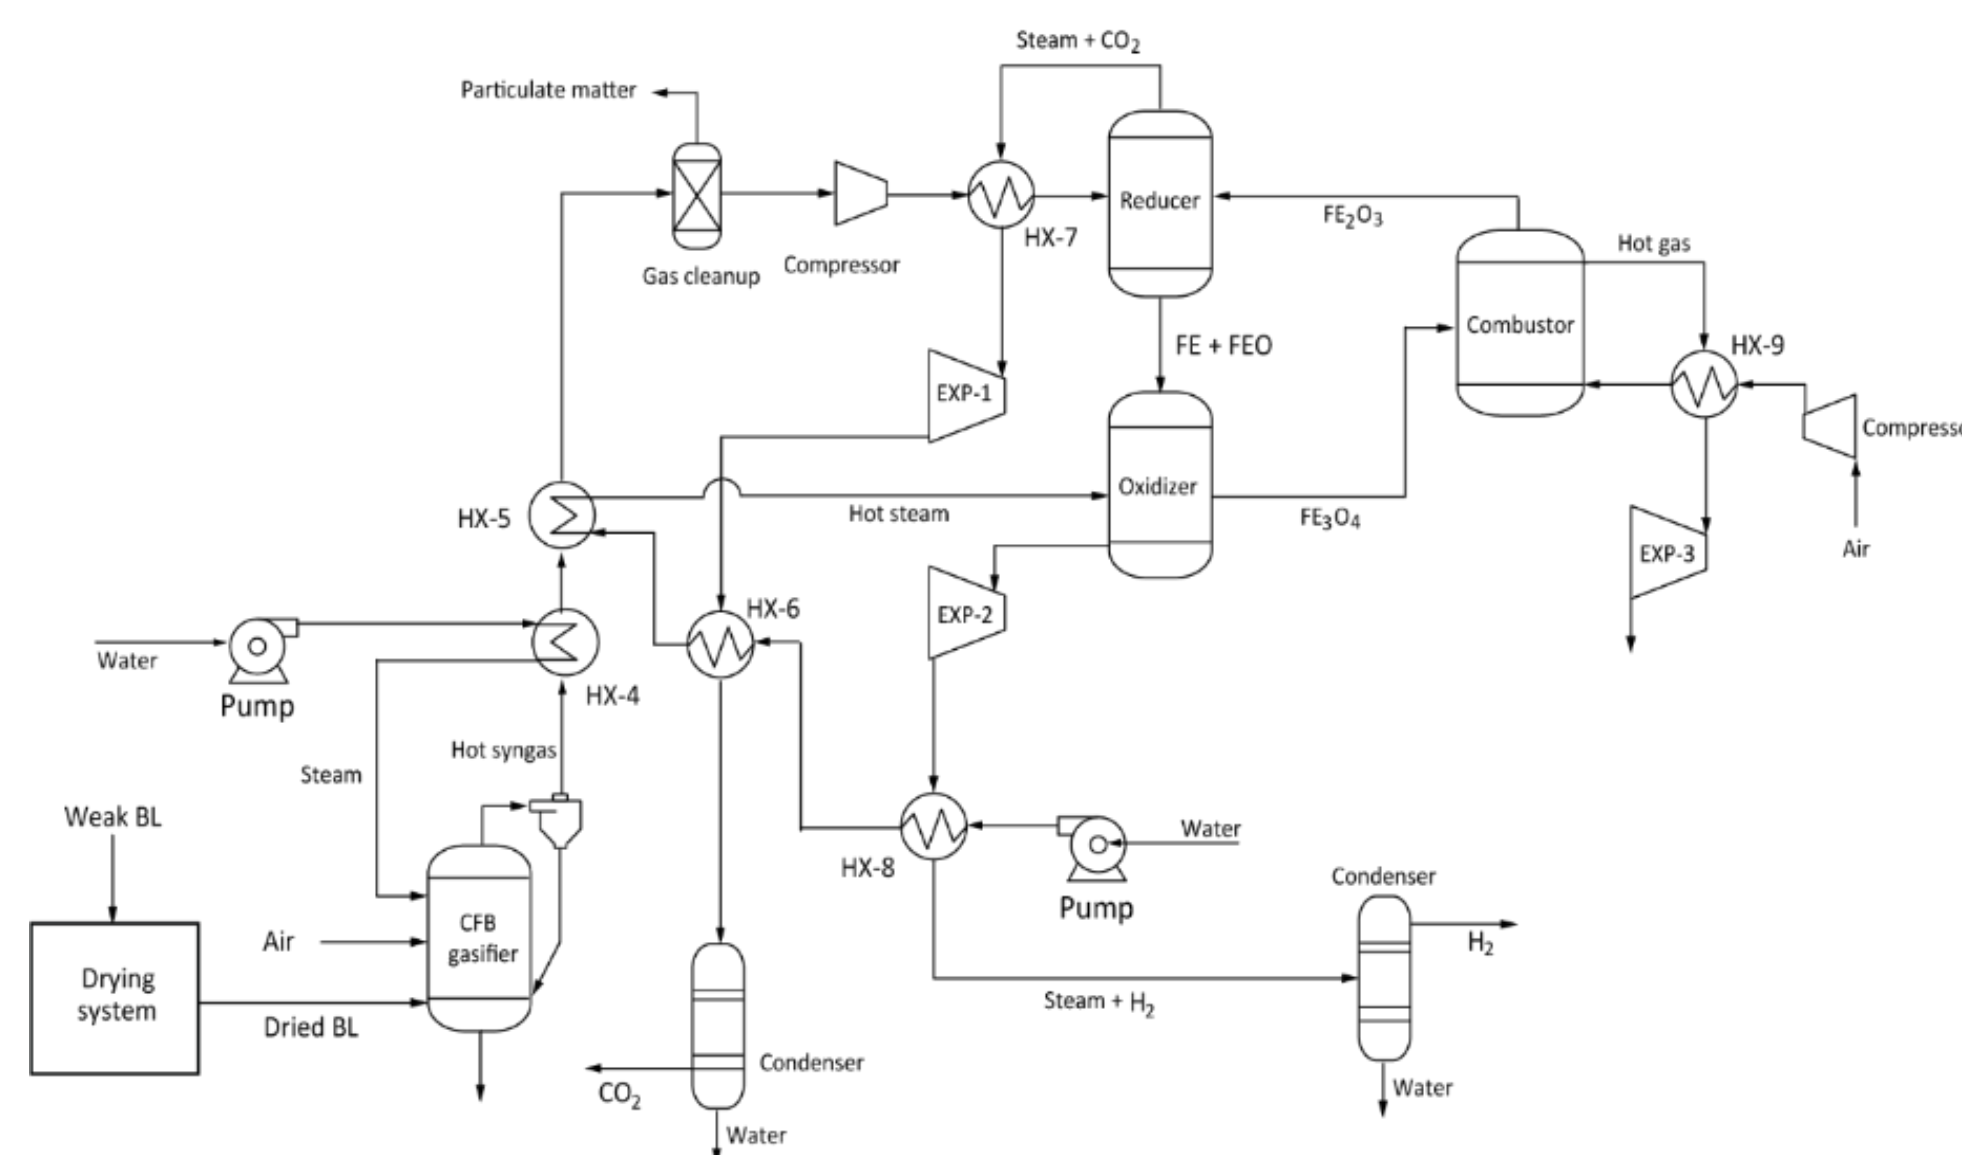 Steam + CO₂
Particulate matter
Reducer
FE₂O₃
HX-7
Hot gas
Gas cleanup
Compressor
Combustor
HX-9
FE + FEO
EXP-1
Compresso
Oxidizer
HX-5
Hot steam
FE₃O₄
Air
EXP-3
HX-6
EXP-2
Water
Pump
HX-4
Hot syngas
Steam
Weak BL
Water
HX-8
Condenser
Pump
CFB
gasifier
Air
H₂
Drying
system
Steam + H₂
Dried BL
Condenser
CO₂
Water
Water